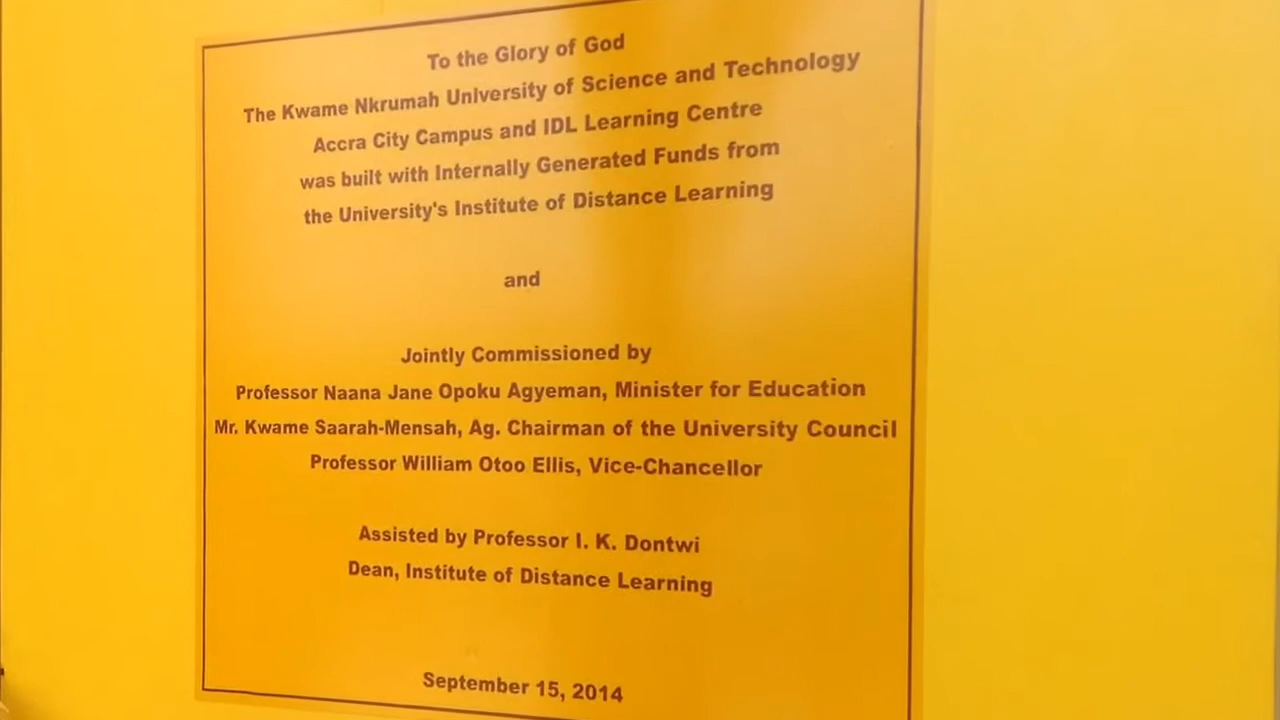 To the Glory of God
The Kwame Nkrumah University of Science and Technology
Accra City Campus and IDL Learning Centre
was built with Internally Generated Funds from
the University's Institute of Distance Learning
and
Jointly Commissioned by
Professor Naana Jane Opoku Agyeman, Minister for Education
Mr. Kwame Saarah-Mensah, Ag. Chairman of the University Council
Professor William Otoo Ellis, Vice-Chancellor
Assisted by Professor I. K. Dontwi
Dean, Institute of Distance Learning
September 15, 2014